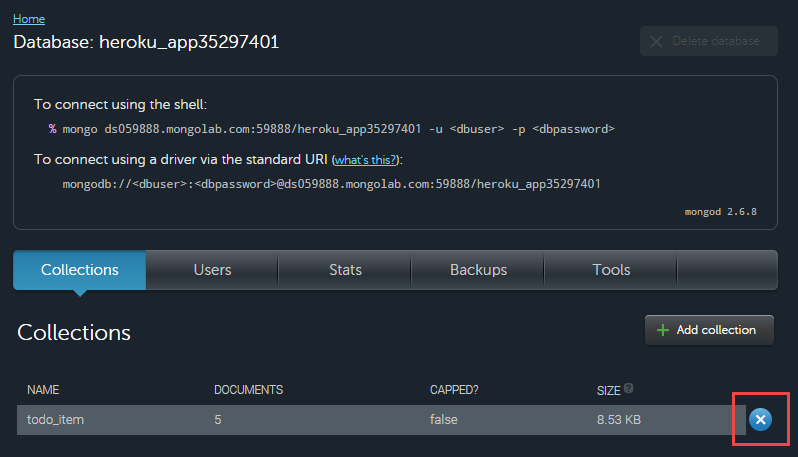 Home
Database: heroku_app35297401
Delete database
To connect using the shell:
% mongo ds059888.mongolab.com:59888/heroku_app35297401 -u <dbuser> -p <dbpassword>
To connect using a driver via the standard URI (what's this?):
mongodb://<dbuser>:<dbpassword>@ds059888.mongolab.com:59888/heroku_app35297401
mongod 2.6.8
Collections Users Stats Backups Tools
Collections
Add collection
NAME DOCUMENTS CAPPED? SIZE ?
todo_item 5 false 8.53 KB